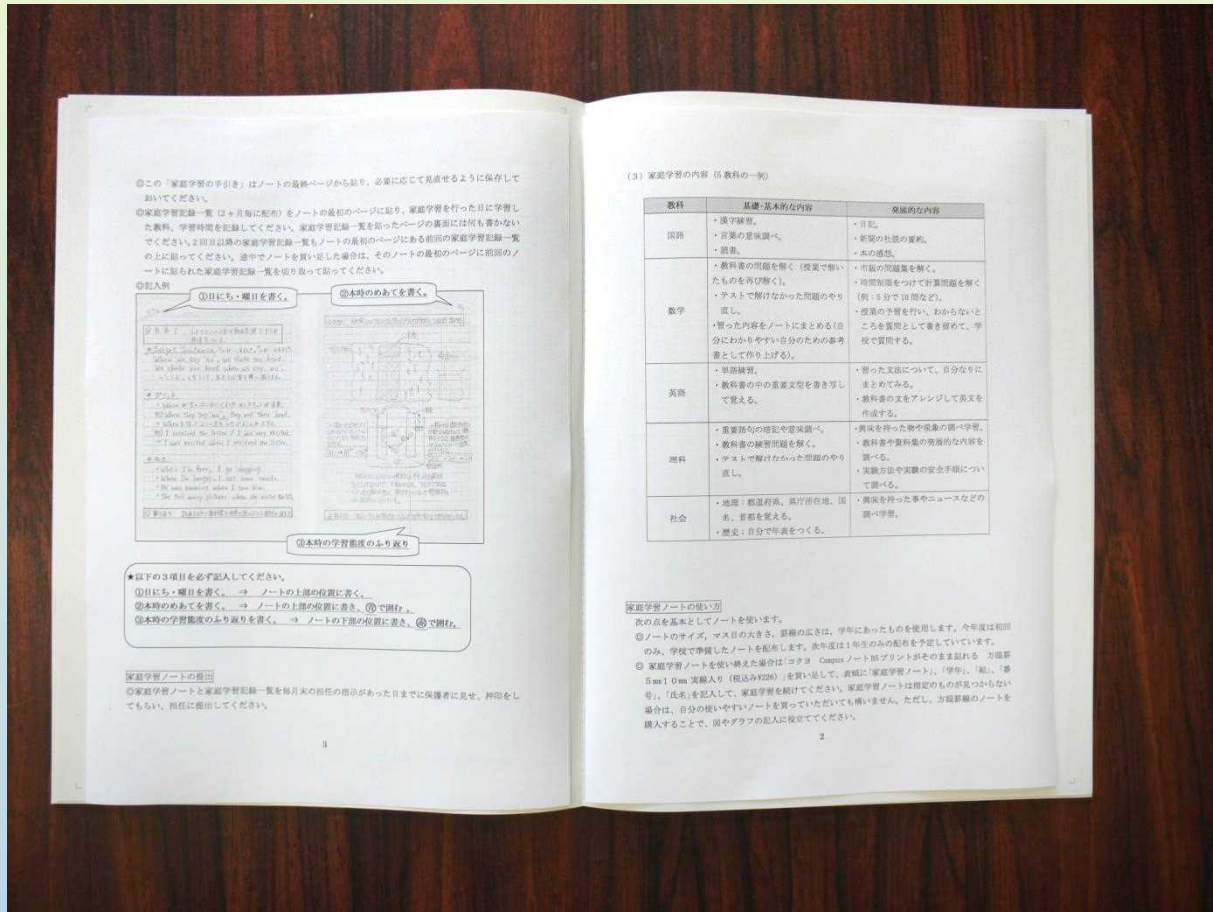 ◎この「家庭学習の手引き」はノートの最終ページから貼り、必要に応じて見直せるように保存して
おいてください。
◎家庭学習記録一覧（2ヶ月毎に配布）をノートの最初のページに貼り、家庭学習を行った日に学習し
た教科、学習時間を記録してください。家庭学習記録一覧を貼ったページの裏面には何も書かない
でください。2回目以降の家庭学習記録一覧もノートの最初のページにある前回の家庭学習記録一覧
の上に貼ってください。途中でノートを買い足した場合は、そのノートの最初のページに前回のノ
ートに貼られた家庭学習記録一覧を切り取って貼ってください。
◎記入例
①日にち・曜日を書く。
②本時のめあてを書く。
When we say "no", we shake our head.
We shake our head when we say "no".
・When I'm free, I go shopping.
③本時の学習態度のふり返り
★以下の3項目を必ず記入してください。
①日にち・曜日を書く。 ⇒ ノートの上部の位置に書く。
②本時のめあてを書く。 ⇒ ノートの上部の位置に書き、㊥で囲む。
③本時の学習態度のふり返りを書く。 ⇒ ノートの下部の位置に書き、で囲む。
家庭学習ノートの提出
◎家庭学習ノートと家庭学習記録一覧を毎月末の担任の指示があった日までに保護者に見せ、押印をし
てもらい、担任に提出してください。
3
(3) 家庭学習の内容（5教科の一例）
教科 基礎・基本的な内容 発展的な内容
国語
・漢字練習。
・言葉の意味調べ。
・読書。
・日記。
・新聞の社説の要約。
・本の感想。
数学
・教科書の問題を解く（授業で解い
たものを再び解く）。
・テストで解けなかった問題のやり
直し。
・習った内容をノートにまとめる（自
分にわかりやすい自分のための参考
書として作り上げる）。
・市販の問題集を解く。
・時間制限をつけて計算問題を解く
（例：5分で10問など）。
・授業の予習を行い、わからないと
ころを質問として書き留めて、学
校で質問する。
英語
・単語練習。
・教科書の中の重要文型を書き写し
て覚える。
・習った文法について、自分なりに
まとめてみる。
・教科書の文をアレンジして英文を
作成する。
理科
・重要語句の暗記や意味調べ。
・教科書の練習問題を解く。
・テストで解けなかった問題のやり
直し。
・興味を持った物や現象の調べ学習。
・教科書や資料集の発展的な内容を
調べる。
・実験方法や実験の安全手順につい
て調べる。
社会
・地理：都道府県、県庁所在地、国
名、首都を覚える。
・歴史：自分で年表をつくる。
・興味を持った事やニュースなどの
調べ学習。
家庭学習ノートの使い方
次の点を基本としてノートを使います。
◎ノートのサイズ、マス目の大きさ、罫線の広さは、学年にあったものを使用します。今年度は初回
のみ、学校で準備したノートを配布します。次年度は1年生のみの配布を予定していています。
◎ 家庭学習ノートを使い終えた場合は「コクヨ Campus ノートB5プリントがそのまま貼れる 方眼罫
5mm10mm 実線入り（税込み¥226）」を買い足して、表紙に「家庭学習ノート」、「学年」、「組」、「番
号」、「氏名」を記入して、家庭学習を続けてください。家庭学習ノートは指定のものが見つからない
場合は、自分の使いやすいノートを買っていただいても構いません。ただし、方眼罫線のノートを
購入することで、図やグラフの記入に役立ててください。
2